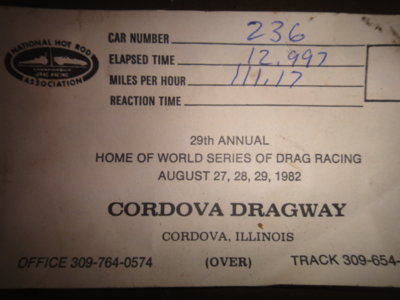 NATIONAL HOT ROD
DRAG RACING
ASSOCIATION
CAR NUMBER 236
ELAPSED TIME 12.997
MILES PER HOUR 111.17
REACTION TIME
29th ANNUAL
HOME OF WORLD SERIES OF DRAG RACING
AUGUST 27, 28, 29, 1982
CORDOVA DRAGWAY
CORDOVA, ILLINOIS
OFFICE 309-764-0574 (OVER) TRACK 309-654-